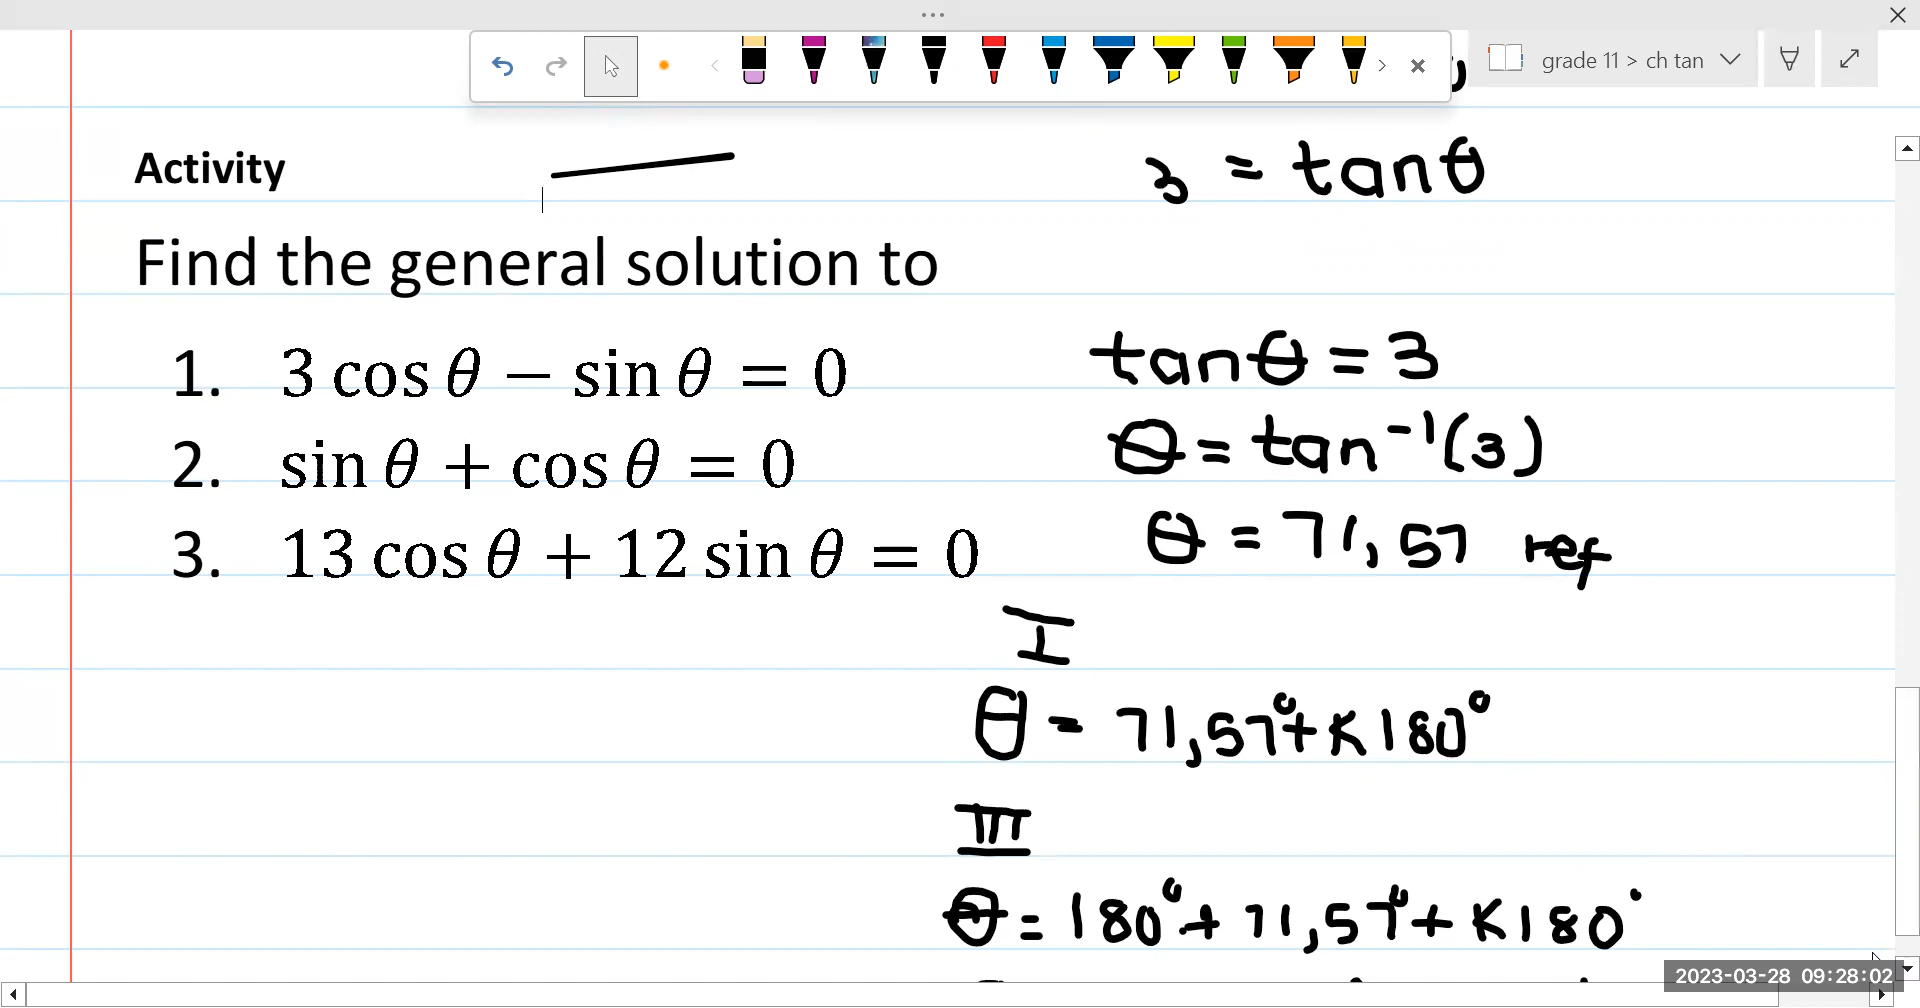 grade 11 > ch tan
Activity
3 = tanθ
Find the general solution to
1. 3 cos θ − sin θ = 0
2. sin θ + cos θ = 0
3. 13 cos θ + 12 sin θ = 0
tanθ = 3
θ = tan⁻¹(3)
θ = 71,57 ref
I
θ = 71,57° + K180°
III
θ = 180° + 71,57° + K180°
2023-03-28 09:28:02